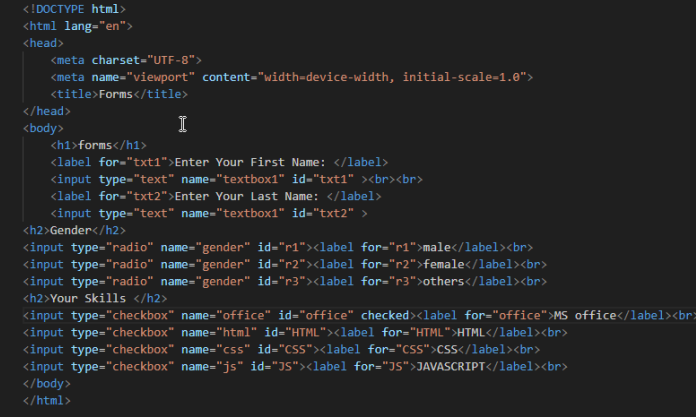 <!DOCTYPE html>
<html lang="en">
<head>
    <meta charset="UTF-8">
    <meta name="viewport" content="width=device-width, initial-scale=1.0">
    <title>Forms</title>
</head>
<body>
    <h1>forms</h1>
    <label for="txt1">Enter Your First Name: </label>
    <input type="text" name="textbox1" id="txt1" ><br><br>
    <label for="txt2">Enter Your Last Name: </label>
    <input type="text" name="textbox1" id="txt2" >
<h2>Gender</h2>
<input type="radio" name="gender" id="r1"><label for="r1">male</label><br>
<input type="radio" name="gender" id="r2"><label for="r2">female</label><br>
<input type="radio" name="gender" id="r3"><label for="r3">others</label><br>
<h2>Your Skills </h2>
<input type="checkbox" name="office" id="office" checked><label for="office">MS office</label><br>
<input type="checkbox" name="html" id="HTML"><label for="HTML">HTML</label><br>
<input type="checkbox" name="css" id="CSS"><label for="CSS">CSS</label><br>
<input type="checkbox" name="js" id="JS"><label for="JS">JAVASCRIPT</label><br>
</body>
</html>